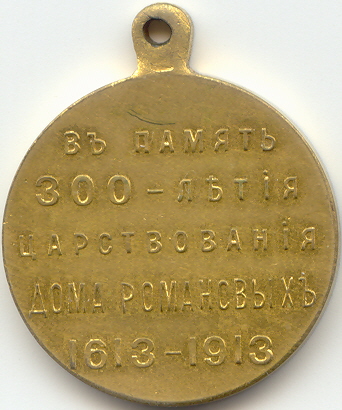 ВЪ ПАМЯТЬ
300-ЛѢТІЯ
ЦАРСТВОВАНІЯ
ДОМА РОМАНОВЫХЪ
1613-1913